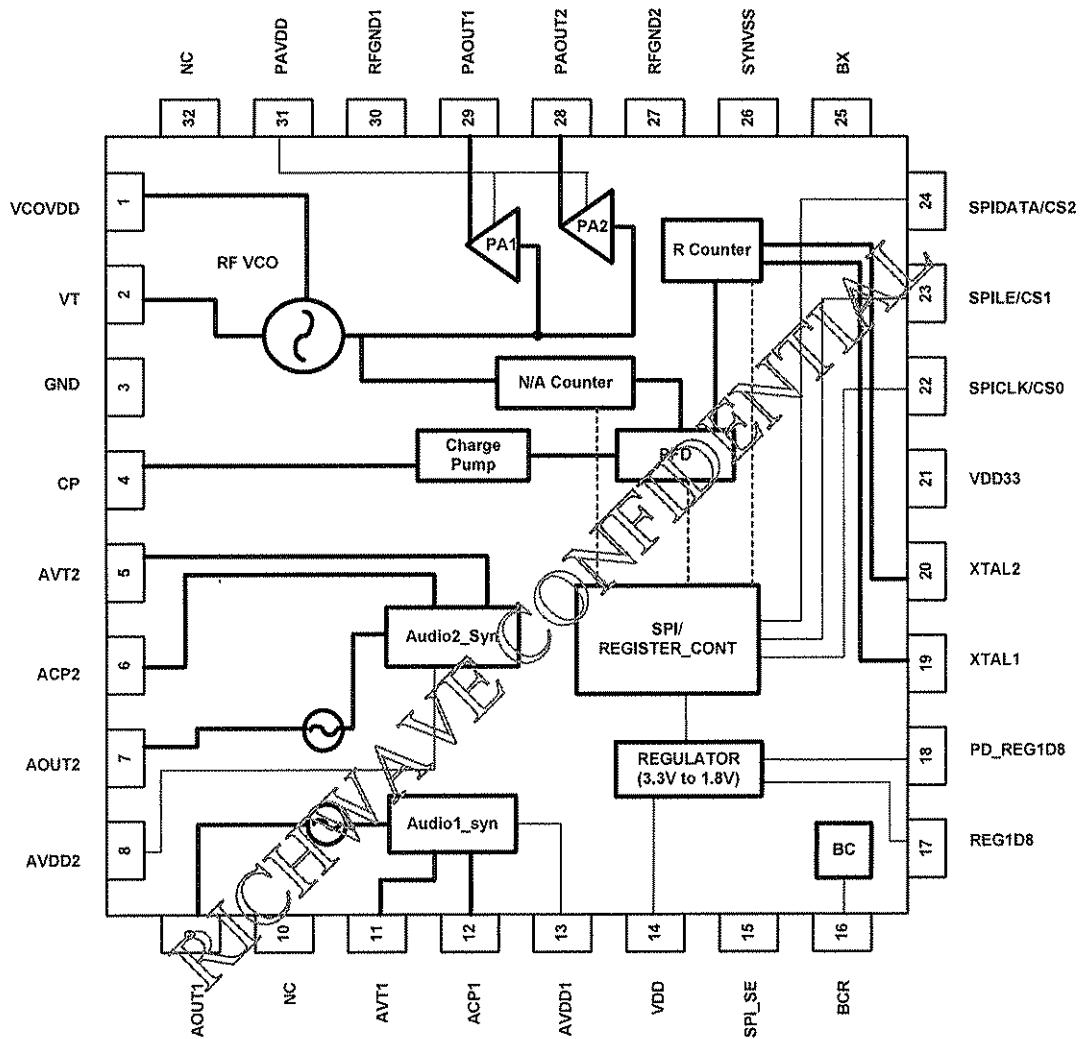 NC
PAVDD
RFGND1
PAOUT1
PAOUT2
RFGND2
SYNVSS
BX
32
31
30
29
28
27
26
25
VCOVDD
1
VT
2
GND
3
CP
4
AVT2
5
ACP2
6
AOUT2
7
AVDD2
8
RF VCO
PA1
PA2
R Counter
N/A Counter
Charge
Pump
PFD
Audio2_Syn
SPI/
REGISTER_CONT
REGULATOR
(3.3V to 1.8V)
Audio1_syn
BC
24
SPIDATA/CS2
23
SPILE/CS1
22
SPICLK/CS0
21
VDD33
20
XTAL2
19
XTAL1
18
PD_REG1D8
17
REG1D8
10
11
12
13
14
15
16
AOUT1
NC
AVT1
ACP1
AVDD1
VDD
SPI_SE
BCR
RICHWAVE CONFIDENTIAL